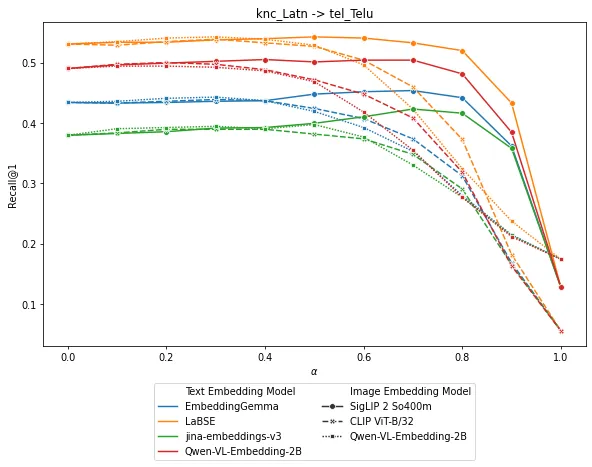 knc_Latn -> tel_Telu
Recall@1
0.5
0.4
0.3
0.2
0.1
0.0 0.2 0.4 0.6 0.8 1.0
α
Text Embedding Model
EmbeddingGemma
LaBSE
jina-embeddings-v3
Qwen-VL-Embedding-2B
Image Embedding Model
SigLIP 2 So400m
CLIP ViT-B/32
Qwen-VL-Embedding-2B